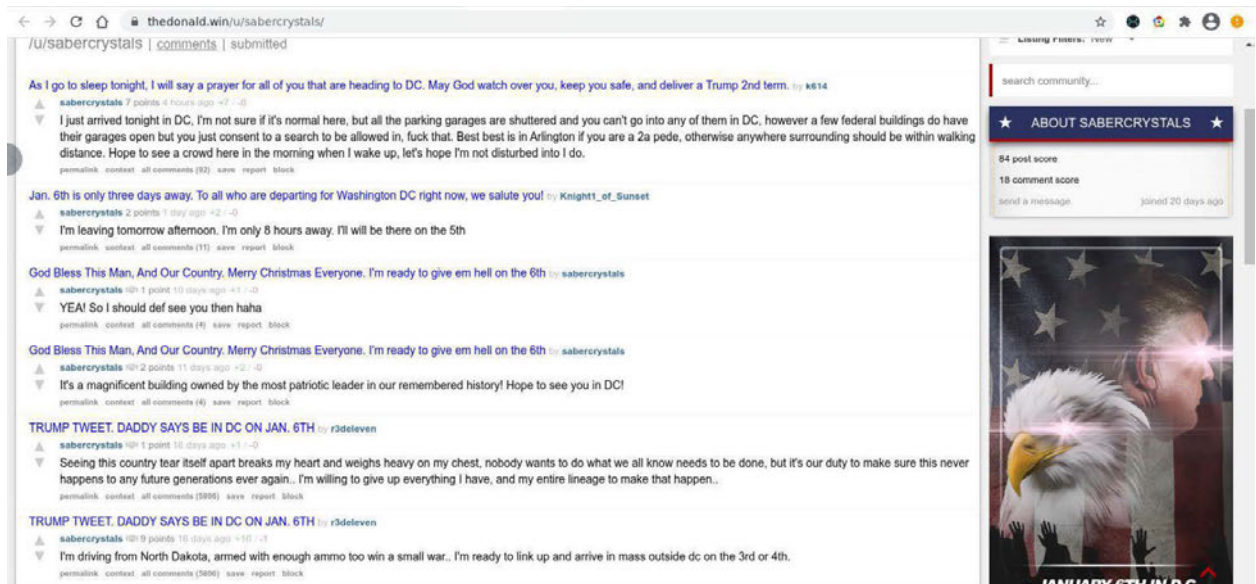 thedonald.win/u/sabercrystals/
/u/sabercrystals | comments | submitted
As I go to sleep tonight, I will say a prayer for all of you that are heading to DC. May God watch over you, keep you safe, and deliver a Trump 2nd term. by k614
sabercrystals 7 points 4 hours ago +7 / -0
I just arrived tonight in DC, I'm not sure if it's normal here, but all the parking garages are shuttered and you can't go into any of them in DC, however a few federal buildings do have
their garages open but you just consent to a search to be allowed in, fuck that. Best best is in Arlington if you are a 2a pede, otherwise anywhere surrounding should be within walking
distance. Hope to see a crowd here in the morning when I wake up, let's hope I'm not disturbed into I do.
permalink context all comments (92) save report block
Jan. 6th is only three days away. To all who are departing for Washington DC right now, we salute you! by Knight1_of_Sunset
sabercrystals 2 points 1 day ago +2 / -0
I'm leaving tomorrow afternoon. I'm only 8 hours away. I'll will be there on the 5th
permalink context all comments (11) save report block
God Bless This Man, And Our Country. Merry Christmas Everyone. I'm ready to give em hell on the 6th by sabercrystals
sabercrystals 1 point 10 days ago +1 / -0
YEA! So I should def see you then haha
permalink context all comments (4) save report block
God Bless This Man, And Our Country. Merry Christmas Everyone. I'm ready to give em hell on the 6th by sabercrystals
sabercrystals 2 points 11 days ago +2 / -0
It's a magnificent building owned by the most patriotic leader in our remembered history! Hope to see you in DC!
permalink context all comments (4) save report block
TRUMP TWEET. DADDY SAYS BE IN DC ON JAN. 6TH by r3deleven
sabercrystals 1 point 16 days ago +1 / -0
Seeing this country tear itself apart breaks my heart and weighs heavy on my chest, nobody wants to do what we all know needs to be done, but it's our duty to make sure this never
happens to any future generations ever again.. I'm willing to give up everything I have, and my entire lineage to make that happen..
permalink context all comments (5806) save report block
TRUMP TWEET. DADDY SAYS BE IN DC ON JAN. 6TH by r3deleven
sabercrystals 9 points 16 days ago +10 / -1
I'm driving from North Dakota, armed with enough ammo too win a small war.. I'm ready to link up and arrive in mass outside dc on the 3rd or 4th.
permalink context all comments (5806) save report block
Listing Filters: New
search community...
ABOUT SABERCRYSTALS
84 post score
18 comment score
send a message joined 20 days ago
JANUARY 6TH IN D.C.